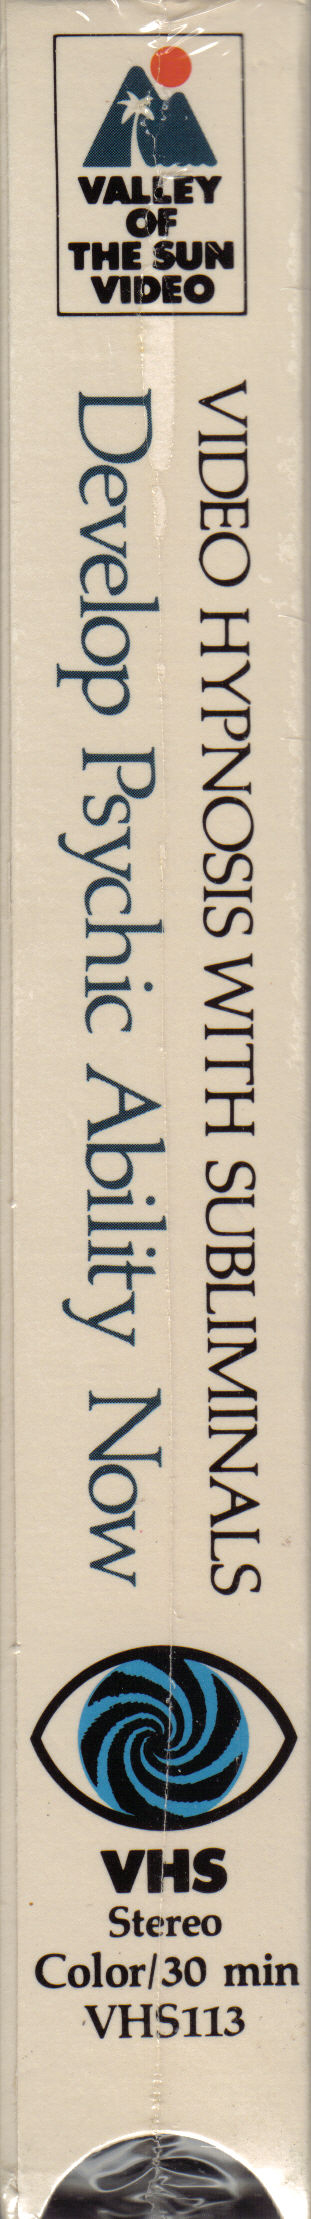 VALLEY
OF
THE SUN
VIDEO
VIDEO HYPNOSIS WITH SUBLIMINALS
Develop Psychic Ability Now
VHS
Stereo
Color/30 min
VHS113